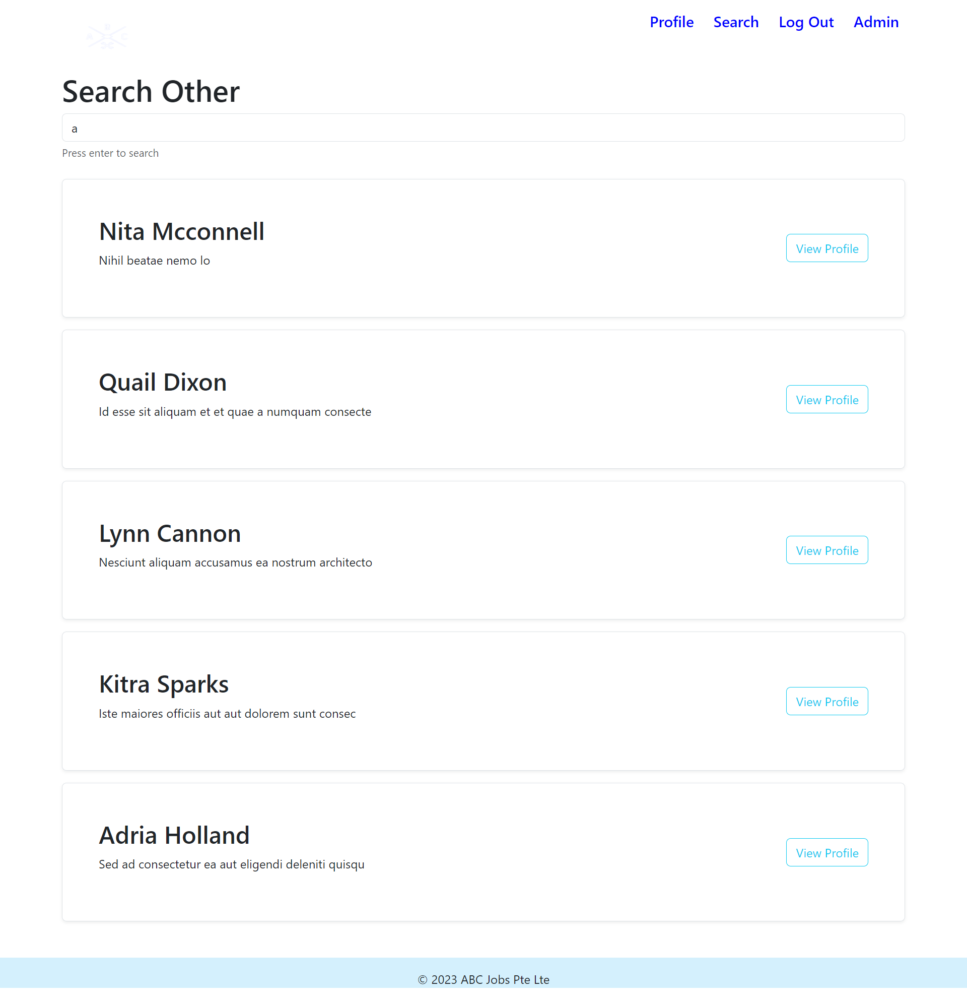 Profile Search Log Out Admin
Search Other
a
Press enter to search
Nita Mcconnell
Nihil beatae nemo lo
View Profile
Quail Dixon
Id esse sit aliquam et et quae a numquam consecte
View Profile
Lynn Cannon
Nesciunt aliquam accusamus ea nostrum architecto
View Profile
Kitra Sparks
Iste maiores officiis aut aut dolorem sunt consec
View Profile
Adria Holland
Sed ad consectetur ea aut eligendi deleniti quisqu
View Profile
© 2023 ABC Jobs Pte Lte